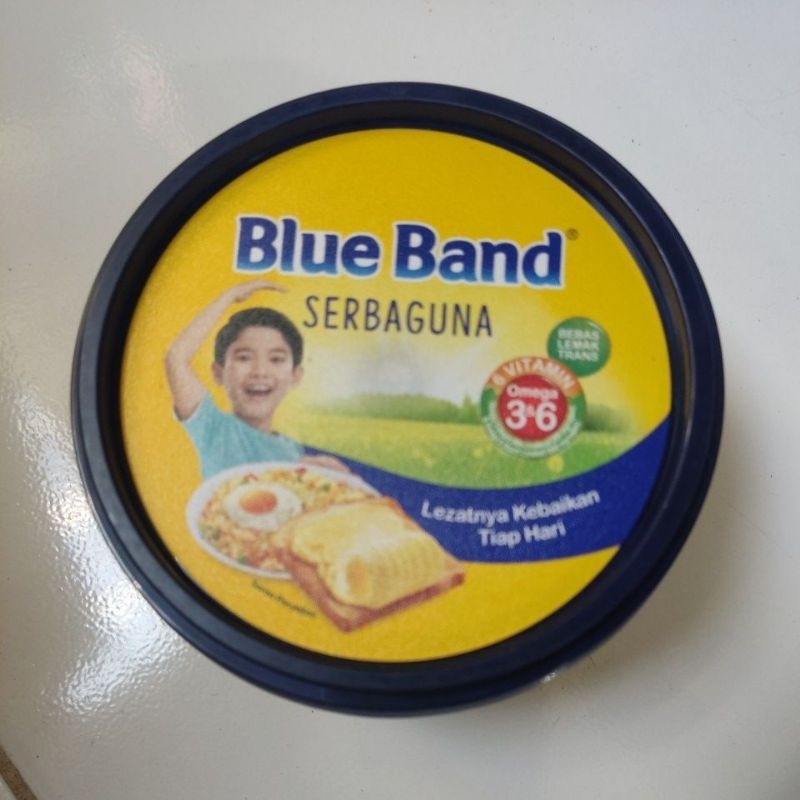 Blue Band®
SERBAGUNA
BEBAS
LEMAK
TRANS
6 VITAMIN
Omega
3&6
Lezatnya Kebaikan
Tiap Hari